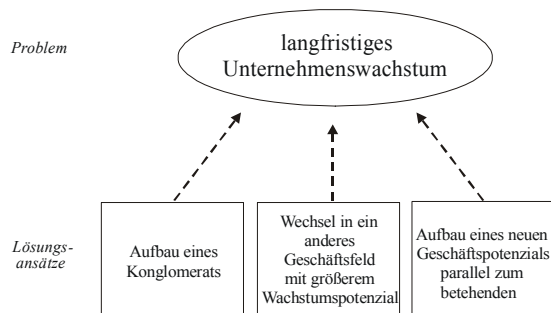 Problem
langfristiges
Unternehmenswachstum
Lösungs-
ansätze
Aufbau eines
Konglomerats
Wechsel in ein
anderes
Geschäftsfeld
mit größerem
Wachstumspotenzial
Aufbau eines neuen
Geschäftspotenzials
parallel zum
betehenden